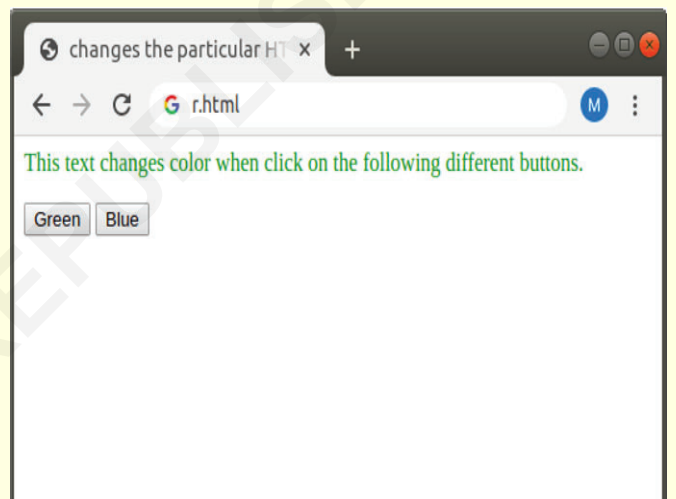 changes the particular HT
r.html
M
This text changes color when click on the following different buttons.
Green Blue